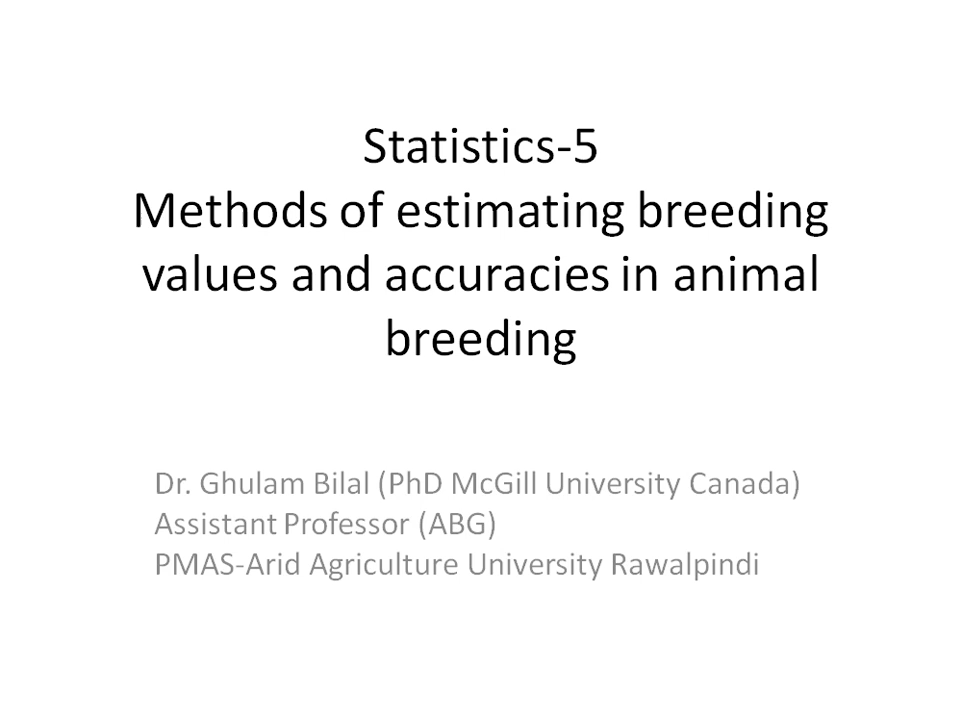 Statistics-5
Methods of estimating breeding
values and accuracies in animal
breeding
Dr. Ghulam Bilal (PhD McGill University Canada)
Assistant Professor (ABG)
PMAS-Arid Agriculture University Rawalpindi